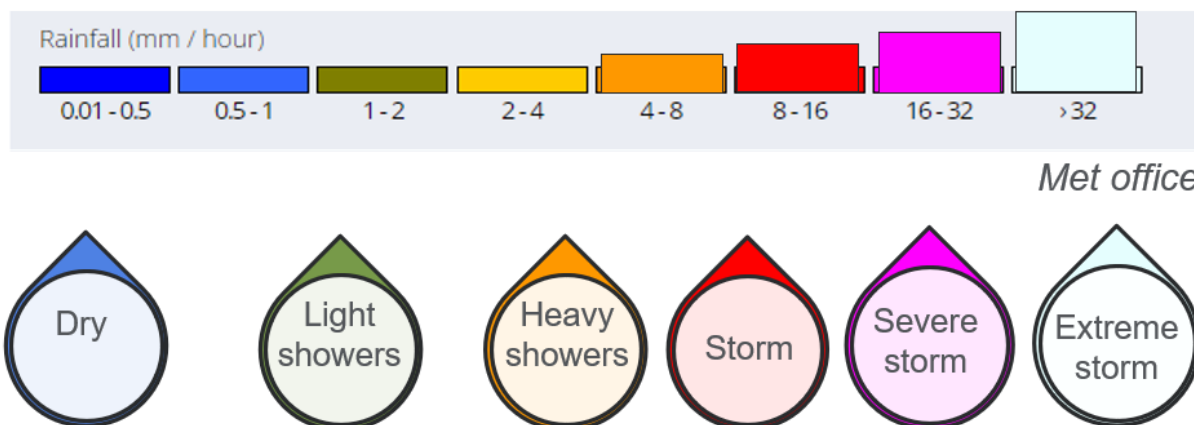 Rainfall (mm / hour)
0.01 - 0.5 0.5 - 1 1 - 2 2 - 4 4 - 8 8 - 16 16 - 32 > 32
Met office
Dry
Light
showers
Heavy
showers
Storm
Severe
storm
Extreme
storm